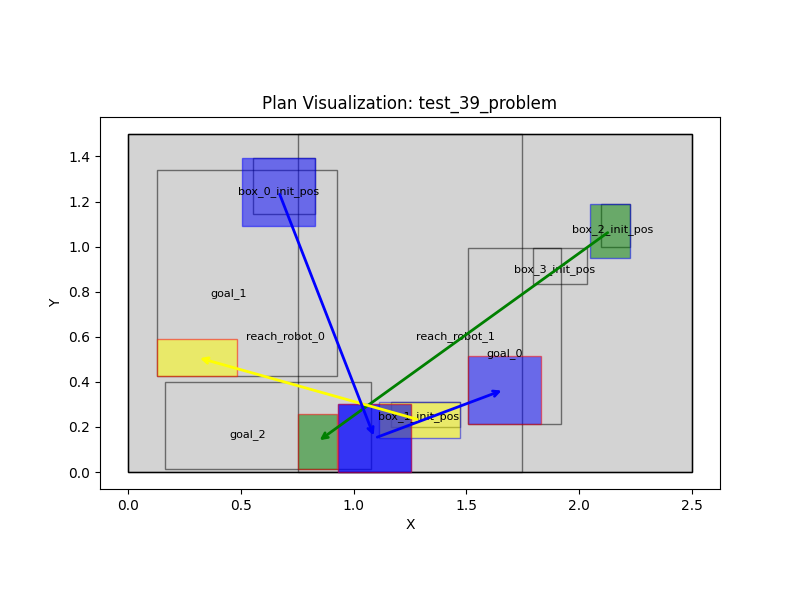 Plan Visualization: test_39_problem
1.4
1.2
1.0
0.8
0.6
0.4
0.2
0.0
Y
box_0_init_pos
box_2_init_pos
box_3_init_pos
goal_1
reach_robot_0
reach_robot_1
goal_0
box_1_init_pos
goal_2
0.0
0.5
1.0
1.5
2.0
2.5
X